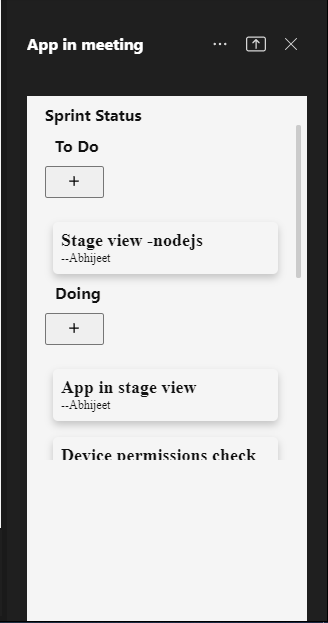 App in meeting
Sprint Status
To Do
+
Stage view -nodejs
--Abhijeet
Doing
+
App in stage view
--Abhijeet
Device permissions check